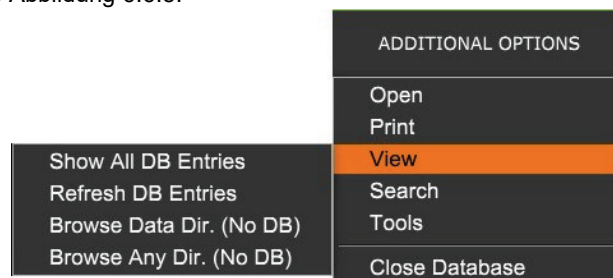 ADDITIONAL OPTIONS
Open
Print
View
Search
Tools
Close Database
Show All DB Entries
Refresh DB Entries
Browse Data Dir. (No DB)
Browse Any Dir. (No DB)